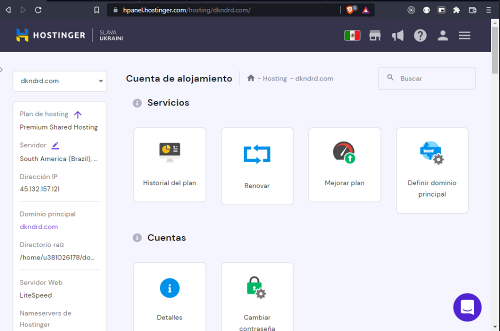 hpanel.hostinger.com/hosting/dkndrd.com/
HOSTINGER
SLAVA
UKRAINI
dkndrd.com
Cuenta de alojamiento
- Hosting - dkndrd.com
Buscar
Plan de hosting
Premium Shared Hosting
Servidor
South America (Brazil), ...
Dirección IP
45.132.157.121
Dominio principal
dkndrd.com
Directorio raíz
/home/u381026178/do...
Servidor Web
LiteSpeed
Nameservers de
Hostinger
Servicios
Historial del plan
Renovar
Mejorar plan
Definir dominio
principal
Cuentas
Detalles
Cambiar
contraseña